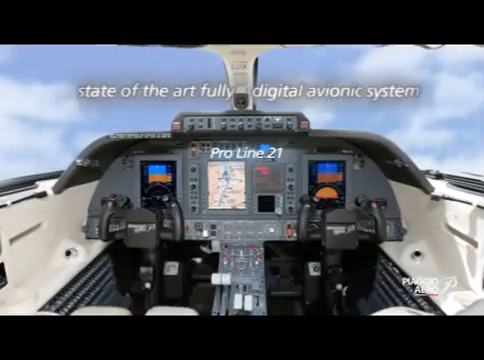 state of the art fully digital avionic system
Pro Line 21
PIAGGIO
AERO